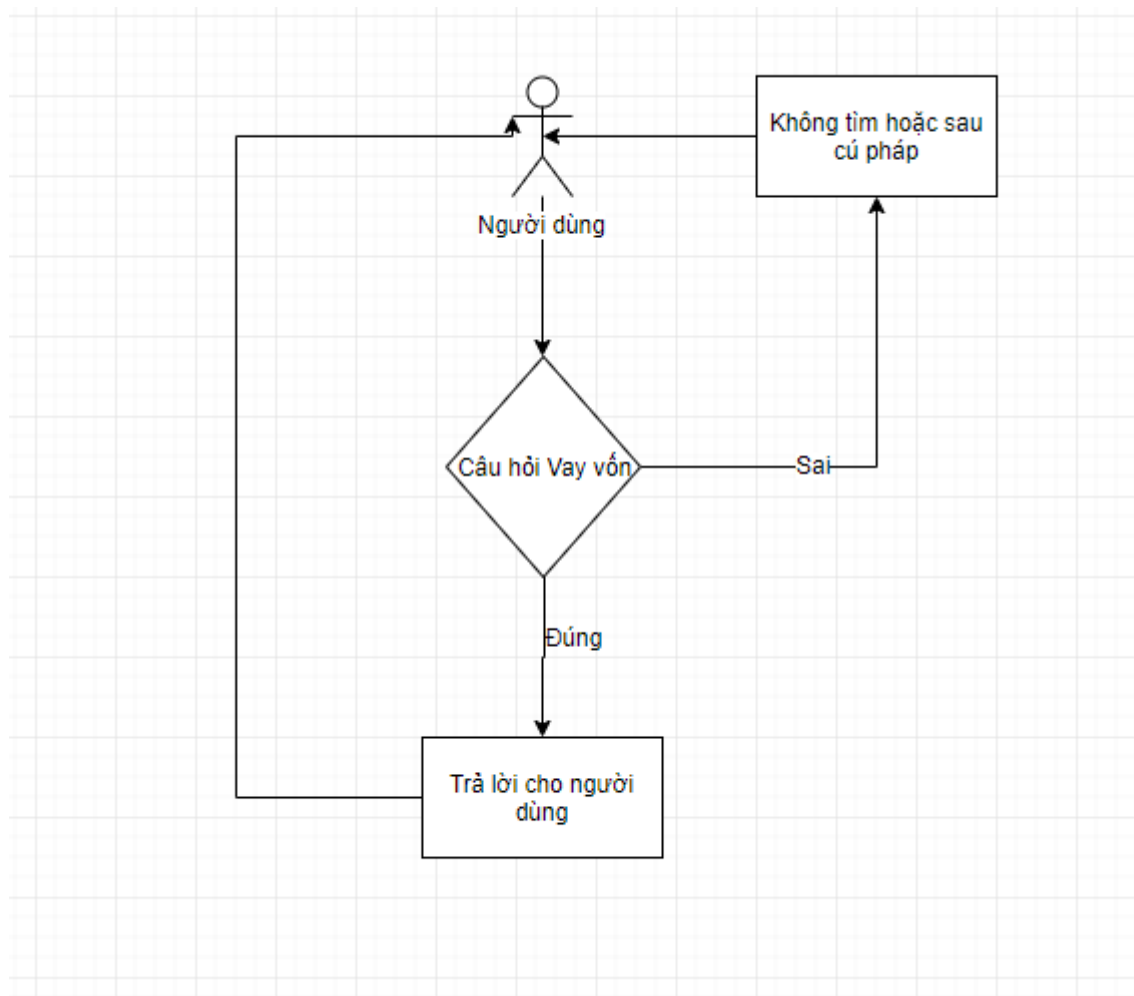 Không tìm hoặc sau
cú pháp
Người dùng
Câu hỏi Vay vốn
Sai
Đúng
Trả lời cho người
dùng